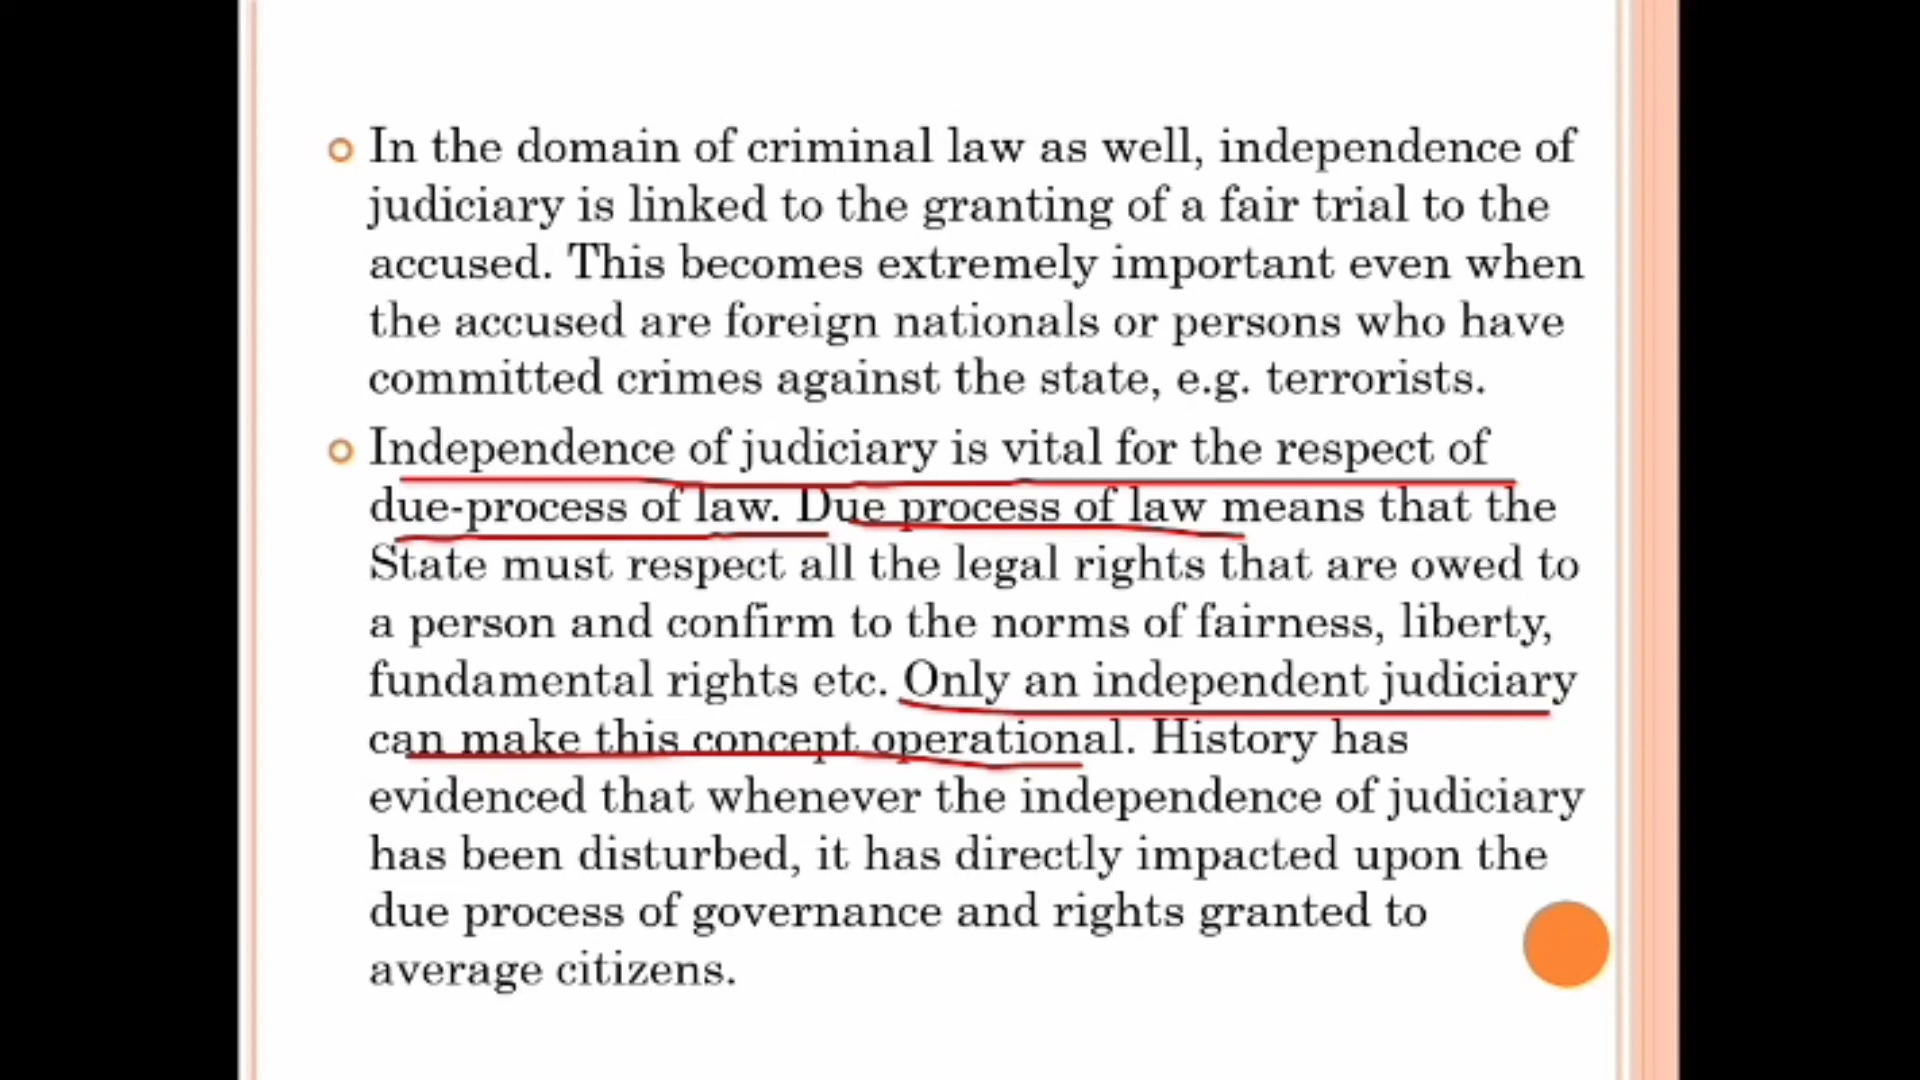 In the domain of criminal law as well, independence of
judiciary is linked to the granting of a fair trial to the
accused. This becomes extremely important even when
the accused are foreign nationals or persons who have
committed crimes against the state, e.g. terrorists.
Independence of judiciary is vital for the respect of
due-process of law. Due process of law means that the
State must respect all the legal rights that are owed to
a person and confirm to the norms of fairness, liberty,
fundamental rights etc. Only an independent judiciary
can make this concept operational. History has
evidenced that whenever the independence of judiciary
has been disturbed, it has directly impacted upon the
due process of governance and rights granted to
average citizens.